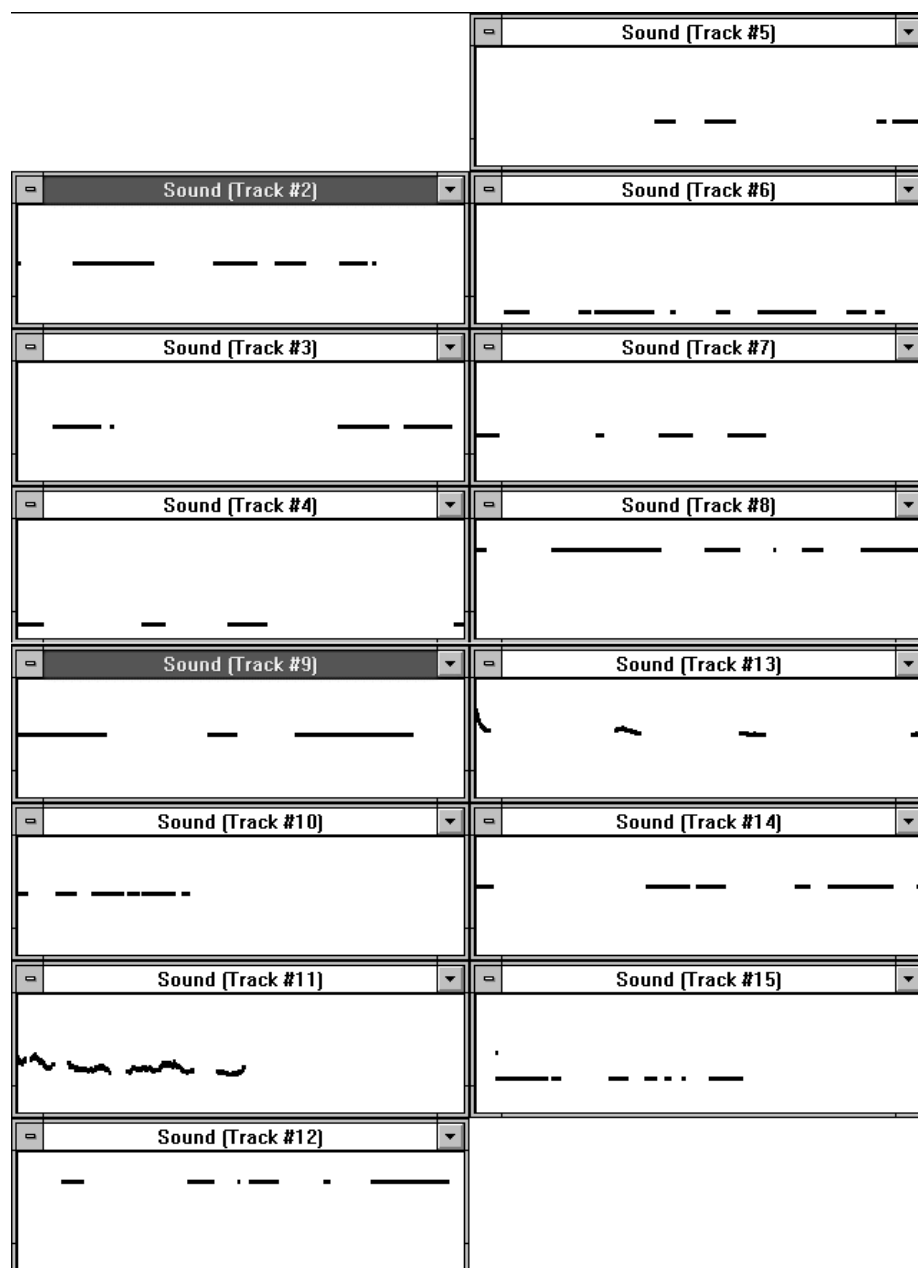 Sound (Track #5)
Sound (Track #2)
Sound (Track #6)
Sound (Track #3)
Sound (Track #7)
Sound (Track #4)
Sound (Track #8)
Sound (Track #9)
Sound (Track #13)
Sound (Track #10)
Sound (Track #14)
Sound (Track #11)
Sound (Track #15)
Sound (Track #12)